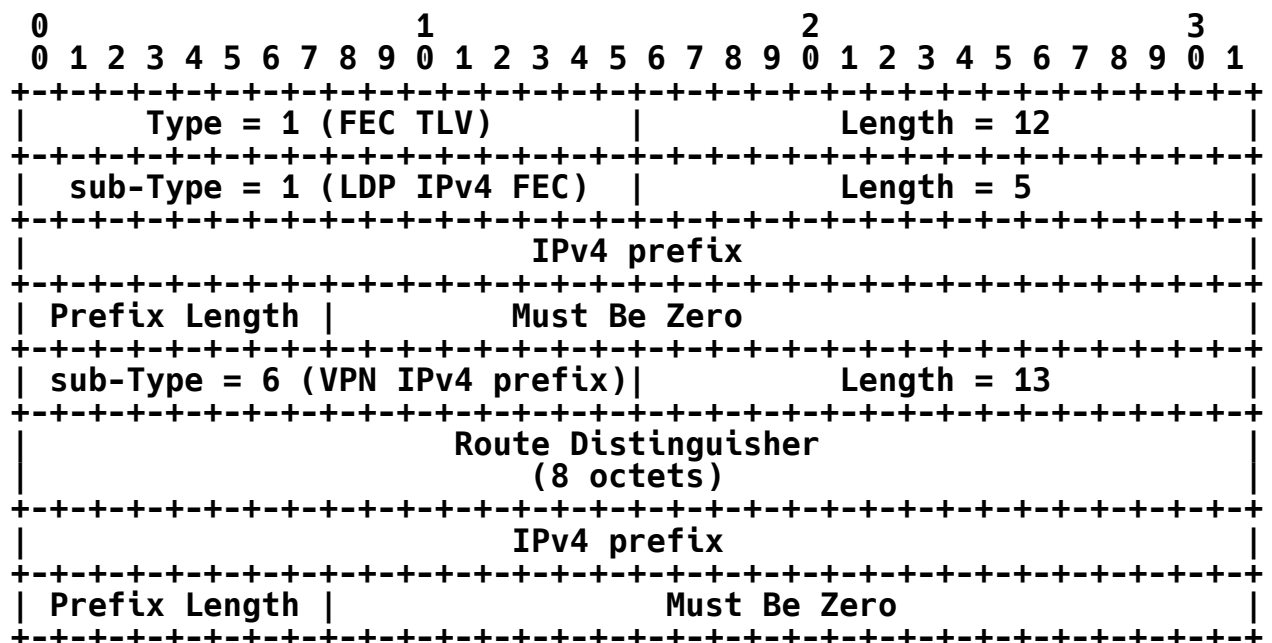 0                   1                   2                   3
 0 1 2 3 4 5 6 7 8 9 0 1 2 3 4 5 6 7 8 9 0 1 2 3 4 5 6 7 8 9 0 1
+-+-+-+-+-+-+-+-+-+-+-+-+-+-+-+-+-+-+-+-+-+-+-+-+-+-+-+-+-+-+-+-+
|      Type = 1 (FEC TLV)       |          Length = 12          |
+-+-+-+-+-+-+-+-+-+-+-+-+-+-+-+-+-+-+-+-+-+-+-+-+-+-+-+-+-+-+-+-+
|  sub-Type = 1 (LDP IPv4 FEC)  |          Length = 5           |
+-+-+-+-+-+-+-+-+-+-+-+-+-+-+-+-+-+-+-+-+-+-+-+-+-+-+-+-+-+-+-+-+
|                          IPv4 prefix                          |
+-+-+-+-+-+-+-+-+-+-+-+-+-+-+-+-+-+-+-+-+-+-+-+-+-+-+-+-+-+-+-+-+
| Prefix Length |         Must Be Zero                          |
+-+-+-+-+-+-+-+-+-+-+-+-+-+-+-+-+-+-+-+-+-+-+-+-+-+-+-+-+-+-+-+-+
| sub-Type = 6 (VPN IPv4 prefix)|          Length = 13          |
+-+-+-+-+-+-+-+-+-+-+-+-+-+-+-+-+-+-+-+-+-+-+-+-+-+-+-+-+-+-+-+-+
|                      Route Distinguisher                      |
|                          (8 octets)                           |
+-+-+-+-+-+-+-+-+-+-+-+-+-+-+-+-+-+-+-+-+-+-+-+-+-+-+-+-+-+-+-+-+
|                         IPv4 prefix                           |
+-+-+-+-+-+-+-+-+-+-+-+-+-+-+-+-+-+-+-+-+-+-+-+-+-+-+-+-+-+-+-+-+
| Prefix Length |                 Must Be Zero                  |
+-+-+-+-+-+-+-+-+-+-+-+-+-+-+-+-+-+-+-+-+-+-+-+-+-+-+-+-+-+-+-+-+